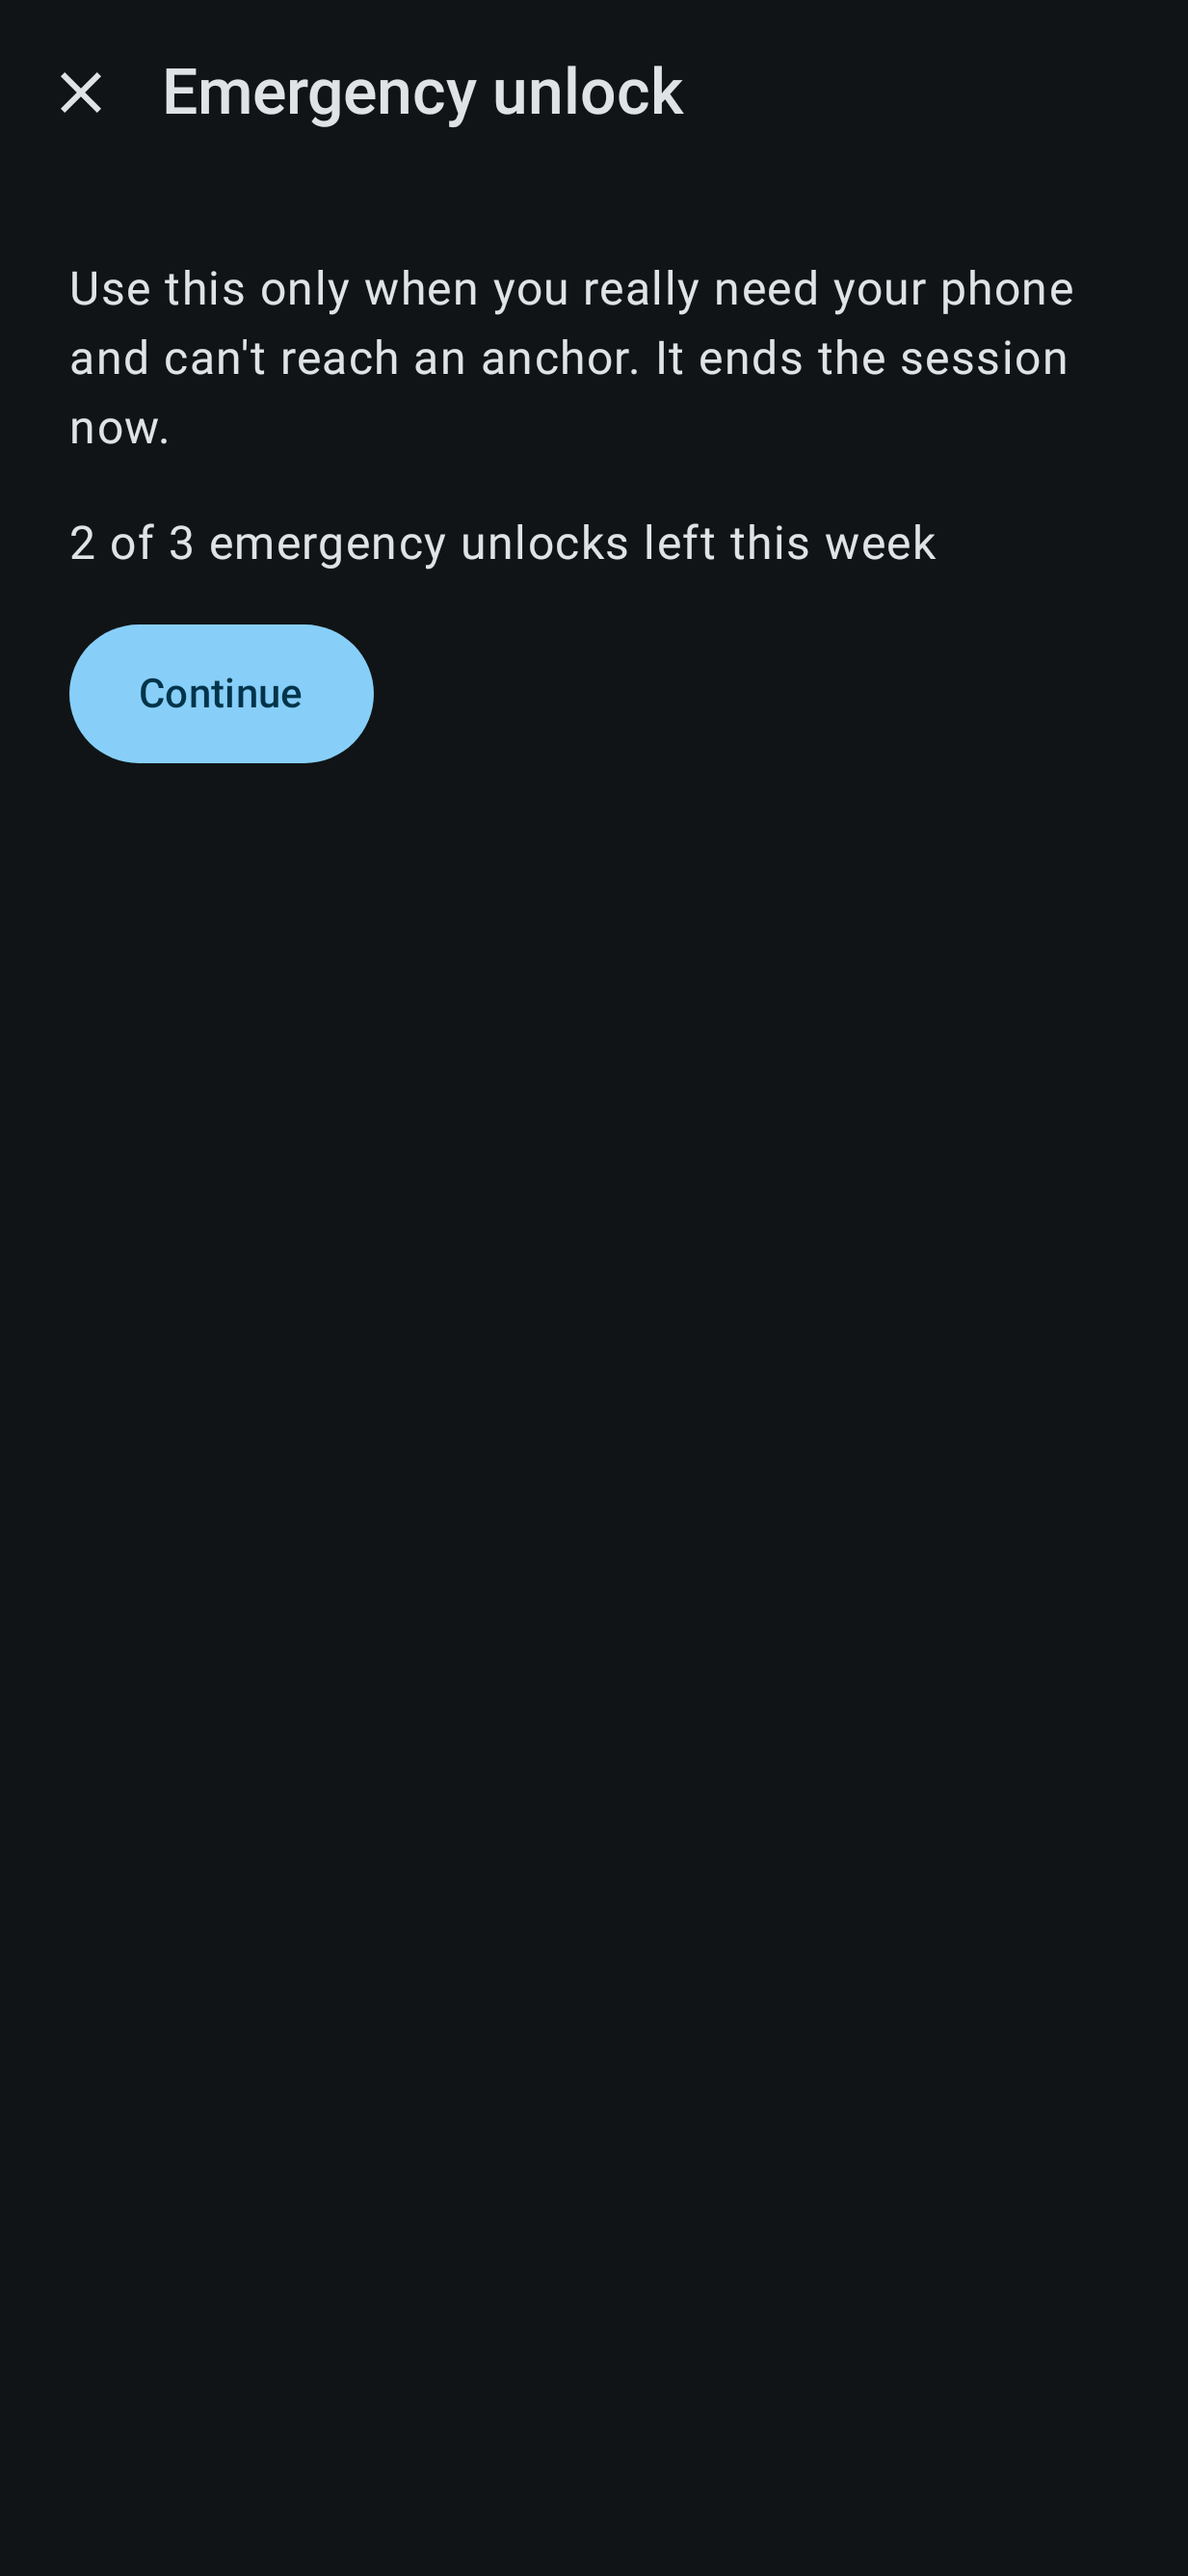 Emergency unlock
Use this only when you really need your phone
and can't reach an anchor. It ends the session
now.
2 of 3 emergency unlocks left this week
Continue